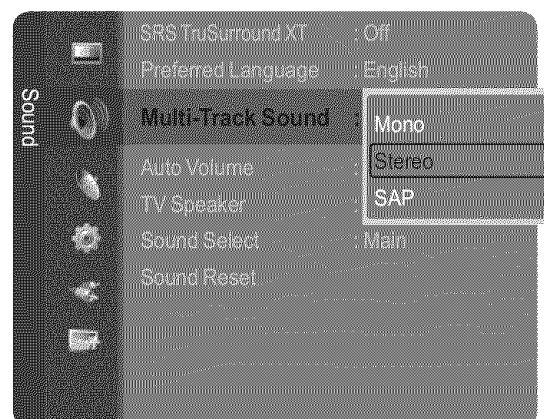 Sound
SRS TruSurround XT : Off
Preferred Language : English
Multi-Track Sound :
Mono
Stereo
SAP
Auto Volume :
TV Speaker :
Sound Select : Main
Sound Reset